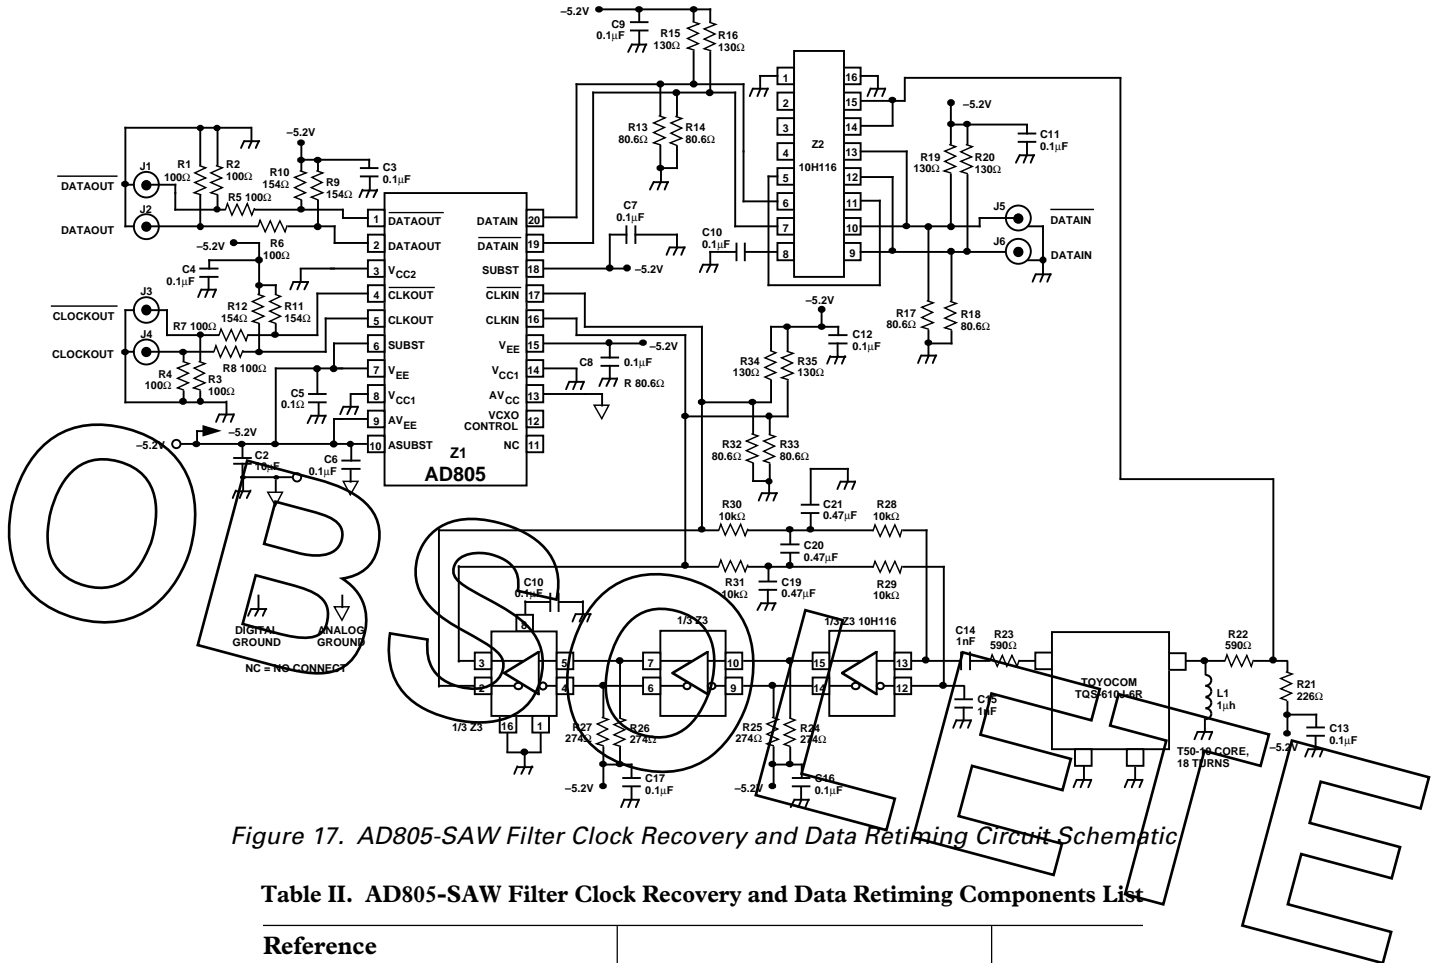 –5.2V
C9
0.1µF
R15
130Ω
R16
130Ω
R13
80.6Ω
R14
80.6Ω
1
2
3
4
5
6
7
8
Z2
10H116
16
15
14
13
12
11
10
9
–5.2V
C11
0.1µF
R19
130Ω
R20
130Ω
J5
DATAIN
J6
DATAIN
R17
80.6Ω
R18
80.6Ω
C10
0.1µF
C7
0.1µF
–5.2V
DATAOUT
DATAOUT
J1
J2
R1
100Ω
R2
100Ω
R5 100Ω
R6
100Ω
–5.2V
R10
154Ω
R9
154Ω
C3
0.1µF
–5.2V
C4
0.1µF
CLOCKOUT
CLOCKOUT
J3
J4
R12
154Ω
R11
154Ω
R7 100Ω
R8 100Ω
R4
100Ω
R3
100Ω
C5
0.1Ω
1 DATAOUT
2 DATAOUT
3 VCC2
4 CLKOUT
5 CLKOUT
6 SUBST
7 VEE
8 VCC1
9 AVEE
10 ASUBST
DATAIN 20
DATAIN 19
SUBST 18
CLKIN 17
CLKIN 16
VEE 15
VCC1 14
AVCC 13
VCXO
CONTROL 12
NC 11
Z1
AD805
C8
0.1µF
–5.2V
R 80.6Ω
–5.2V
C12
0.1µF
R34
130Ω
R35
130Ω
R32
80.6Ω
R33
80.6Ω
–5.2V
–5.2V
C2
10µF
C6
0.1µF
DIGITAL
GROUND
ANALOG
GROUND
NC = NO CONNECT
R30
10kΩ
C21
0.47µF
R28
10kΩ
C20
0.47µF
R31
10kΩ
C19
0.47µF
R29
10kΩ
C10
0.1µF
8
3
2
5
4
16
1
1/3 Z3
1/3 Z3
7
6
10
9
1/3 Z3 10H116
15
14
13
12
R27
274Ω
R26
274Ω
–5.2V
C17
0.1µF
R25
274Ω
R24
274Ω
–5.2V
C16
0.1µF
C14
1nF
R23
590Ω
C15
1nF
TOYOCOM
TQS-610J-6R
R22
590Ω
L1
1µh
T50-10 CORE,
18 TURNS
R21
226Ω
–5.2V
C13
0.1µF
OBSOLETE
Figure 17. AD805-SAW Filter Clock Recovery and Data Retiming Circuit Schematic
Table II. AD805-SAW Filter Clock Recovery and Data Retiming Components List
Reference